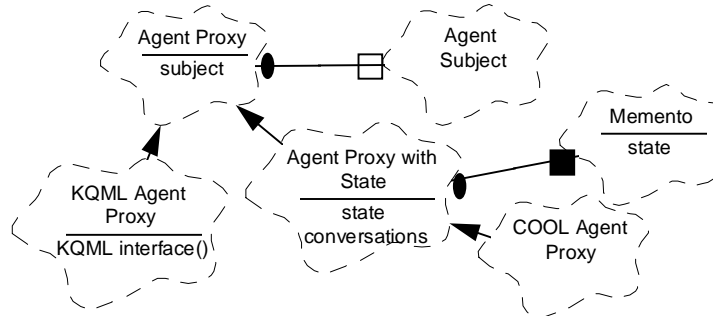 Agent Proxy
subject
Agent
Subject
Memento
state
KQML Agent
Proxy
KQML interface()
Agent Proxy with
State
state
conversations
COOL Agent
Proxy